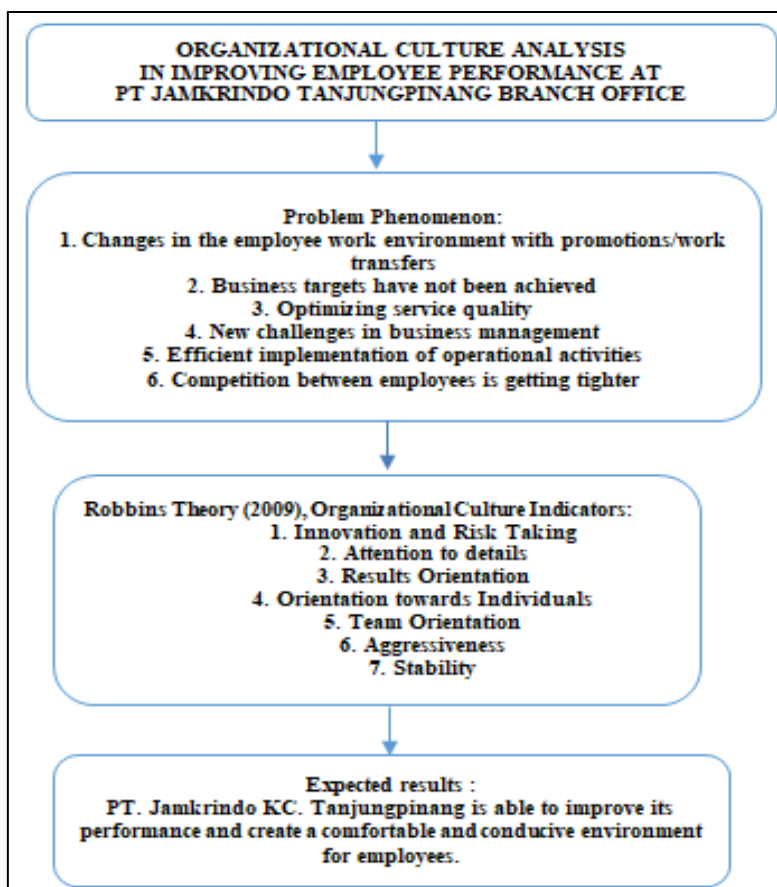 ORGANIZATIONAL CULTURE ANALYSIS
IN IMPROVING EMPLOYEE PERFORMANCE AT
PT JAMKRINDO TANJUNGPINANG BRANCH OFFICE
Problem Phenomenon:
1. Changes in the employee work environment with promotions/work
transfers
2. Business targets have not been achieved
3. Optimizing service quality
4. New challenges in business management
5. Efficient implementation of operational activities
6. Competition between employees is getting tighter
Robbins Theory (2009), Organizational Culture Indicators:
1. Innovation and Risk Taking
2. Attention to details
3. Results Orientation
4. Orientation towards Individuals
5. Team Orientation
6. Aggressiveness
7. Stability
Expected results :
PT. Jamkrindo KC. Tanjungpinang is able to improve its
performance and create a comfortable and conducive environment
for employees.